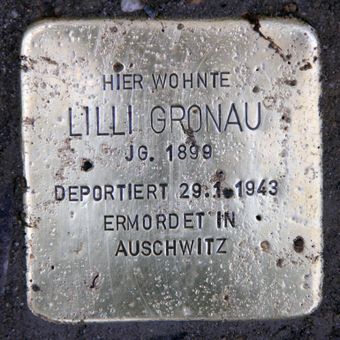 HIER WOHNTE
LILLI GRONAU
JG. 1899
DEPORTIERT 29.1.1943
ERMORDET IN
AUSCHWITZ